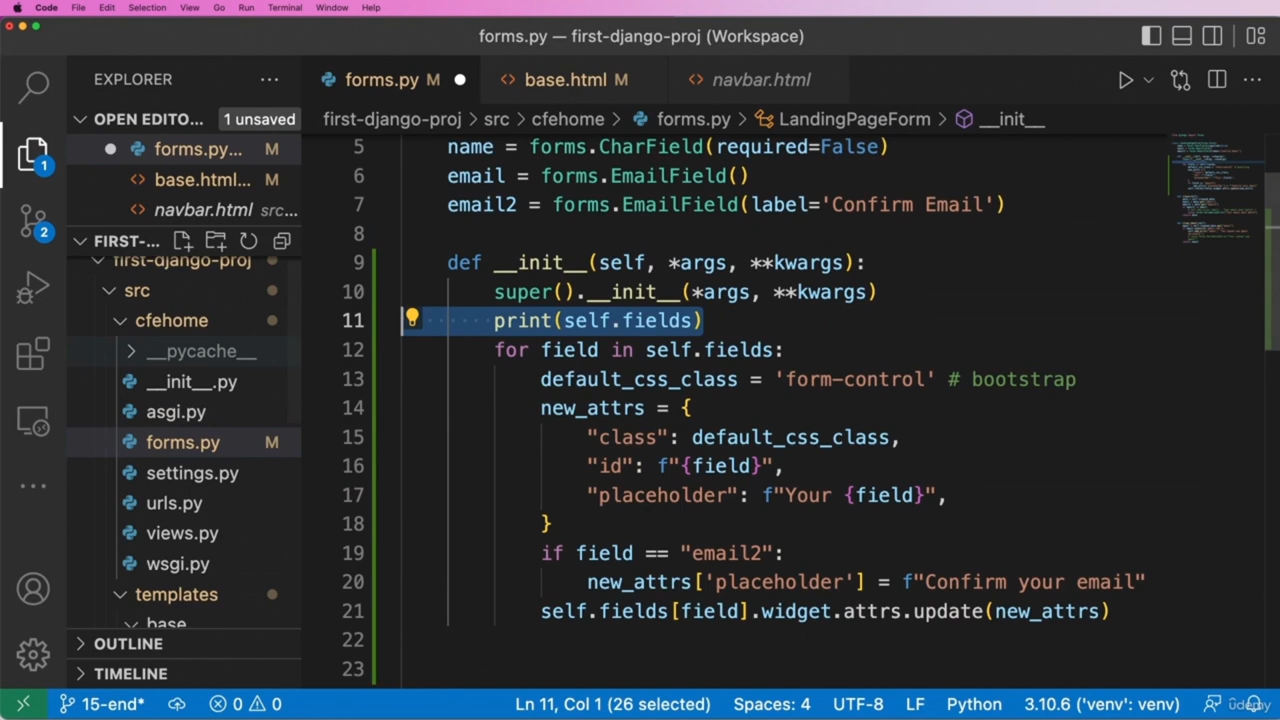 Code File Edit Selection View Go Run Terminal Window Help
forms.py — first-django-proj (Workspace)
EXPLORER
forms.py M
base.html M
navbar.html
OPEN EDITO... 1 unsaved
first-django-proj > src > cfehome > forms.py > LandingPageForm > __init__
forms.py... M
base.html... M
navbar.html src...
FIRST-...
first-django-proj
src
cfehome
__pycache__
__init__.py
asgi.py
forms.py M
settings.py
urls.py
views.py
wsgi.py
templates
base
OUTLINE
TIMELINE
1
2
5 name = forms.CharField(required=False)
6 email = forms.EmailField()
7 email2 = forms.EmailField(label='Confirm Email')
8
9 def __init__(self, *args, **kwargs):
10 super().__init__(*args, **kwargs)
11 print(self.fields)
12 for field in self.fields:
13 default_css_class = 'form-control' # bootstrap
14 new_attrs = {
15 "class": default_css_class,
16 "id": f"{field}",
17 "placeholder": f"Your {field}",
18 }
19 if field == "email2":
20 new_attrs['placeholder'] = f"Confirm your email"
21 self.fields[field].widget.attrs.update(new_attrs)
22
23
15-end* 0 0 Ln 11, Col 1 (26 selected) Spaces: 4 UTF-8 LF Python 3.10.6 ('venv': venv)
udemy